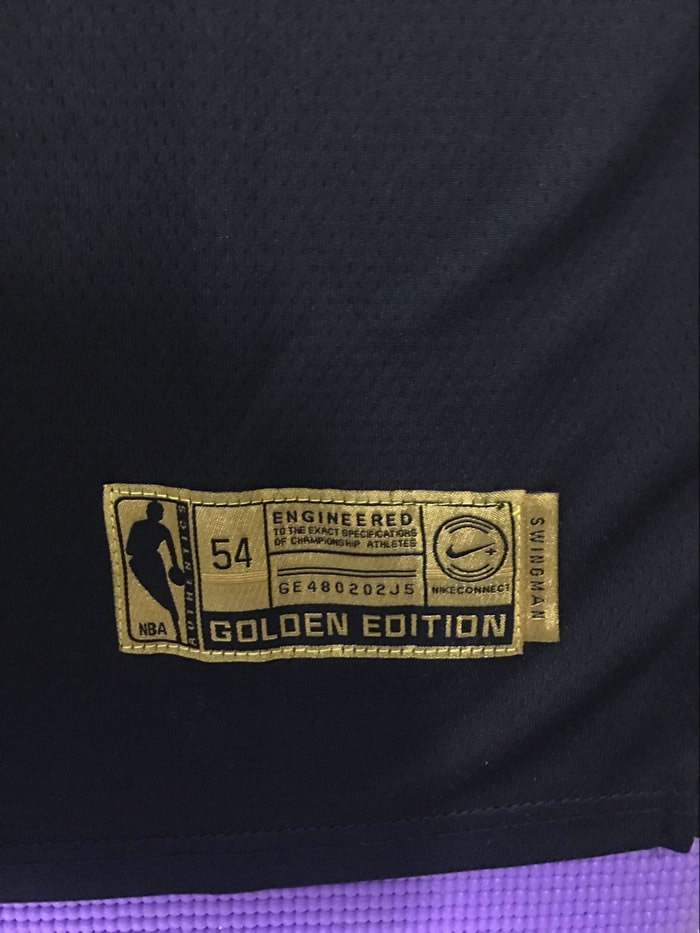 NBA
AUTHENTICS
54
ENGINEERED
TO THE EXACT SPECIFICATIONS
OF CHAMPIONSHIP ATHLETES
GE480202J5
NIKECONNECT
GOLDEN EDITION
SWINGMAN